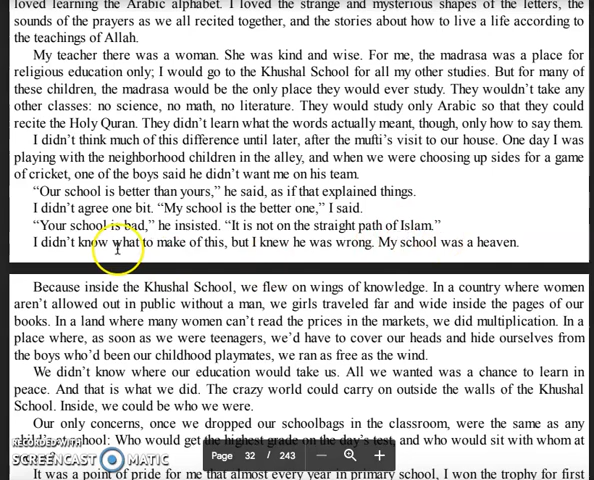 loved learning the Arabic alphabet. I loved the strange and mysterious shapes of the letters, the
sounds of the prayers as we all recited together, and the stories about how to live a life according to
the teachings of Allah.
My teacher there was a woman. She was kind and wise. For me, the madrasa was a place for
religious education only; I would go to the Khushal School for all my other studies. But for many of
these children, the madrasa would be the only place they would ever study. They wouldn't take any
other classes: no science, no math, no literature. They would study only Arabic so that they could
recite the Holy Quran. They didn't learn what the words actually meant, though, only how to say them.
I didn't think much of this difference until later, after the mufti's visit to our house. One day I was
playing with the neighborhood children in the alley, and when we were choosing up sides for a game
of cricket, one of the boys said he didn't want me on his team.
"Our school is better than yours," he said, as if that explained things.
I didn't agree one bit. "My school is the better one," I said.
"Your school is bad," he insisted. "It is not on the straight path of Islam."
I didn't know what to make of this, but I knew he was wrong. My school was a heaven.
Because inside the Khushal School, we flew on wings of knowledge. In a country where women
aren't allowed out in public without a man, we girls traveled far and wide inside the pages of our
books. In a land where many women can't read the prices in the markets, we did multiplication. In a
place where, as soon as we were teenagers, we'd have to cover our heads and hide ourselves from
the boys who'd been our childhood playmates, we ran as free as the wind.
We didn't know where our education would take us. All we wanted was a chance to learn in
peace. And that is what we did. The crazy world could carry on outside the walls of the Khushal
School. Inside, we could be who we were.
Our only concerns, once we dropped our schoolbags in the classroom, were the same as any
school: Who would get the highest grade on the day's test, and who would sit with whom at
RECORDED WITH
SCREENCAST O MATIC
Page 32 / 243
It was a point of pride for me that almost every year in primary school, I won the trophy for first